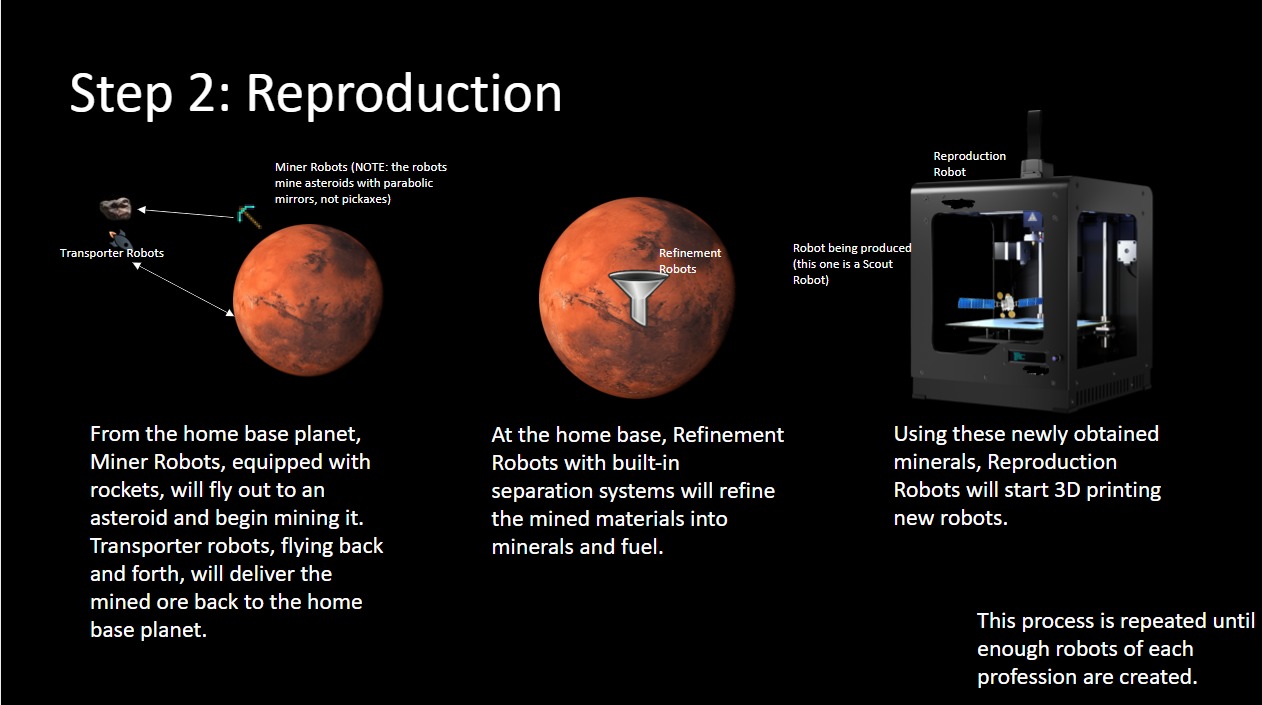 Step 2: Reproduction
Miner Robots (NOTE: the robots
mine asteroids with parabolic
mirrors, not pickaxes)
Transporter Robots
Refinement
Robots
Reproduction
Robot
Robot being produced
(this one is a Scout
Robot)
From the home base planet,
Miner Robots, equipped with
rockets, will fly out to an
asteroid and begin mining it.
Transporter robots, flying back
and forth, will deliver the
mined ore back to the home
base planet.
At the home base, Refinement
Robots with built-in
separation systems will refine
the mined materials into
minerals and fuel.
Using these newly obtained
minerals, Reproduction
Robots will start 3D printing
new robots.
This process is repeated until
enough robots of each
profession are created.